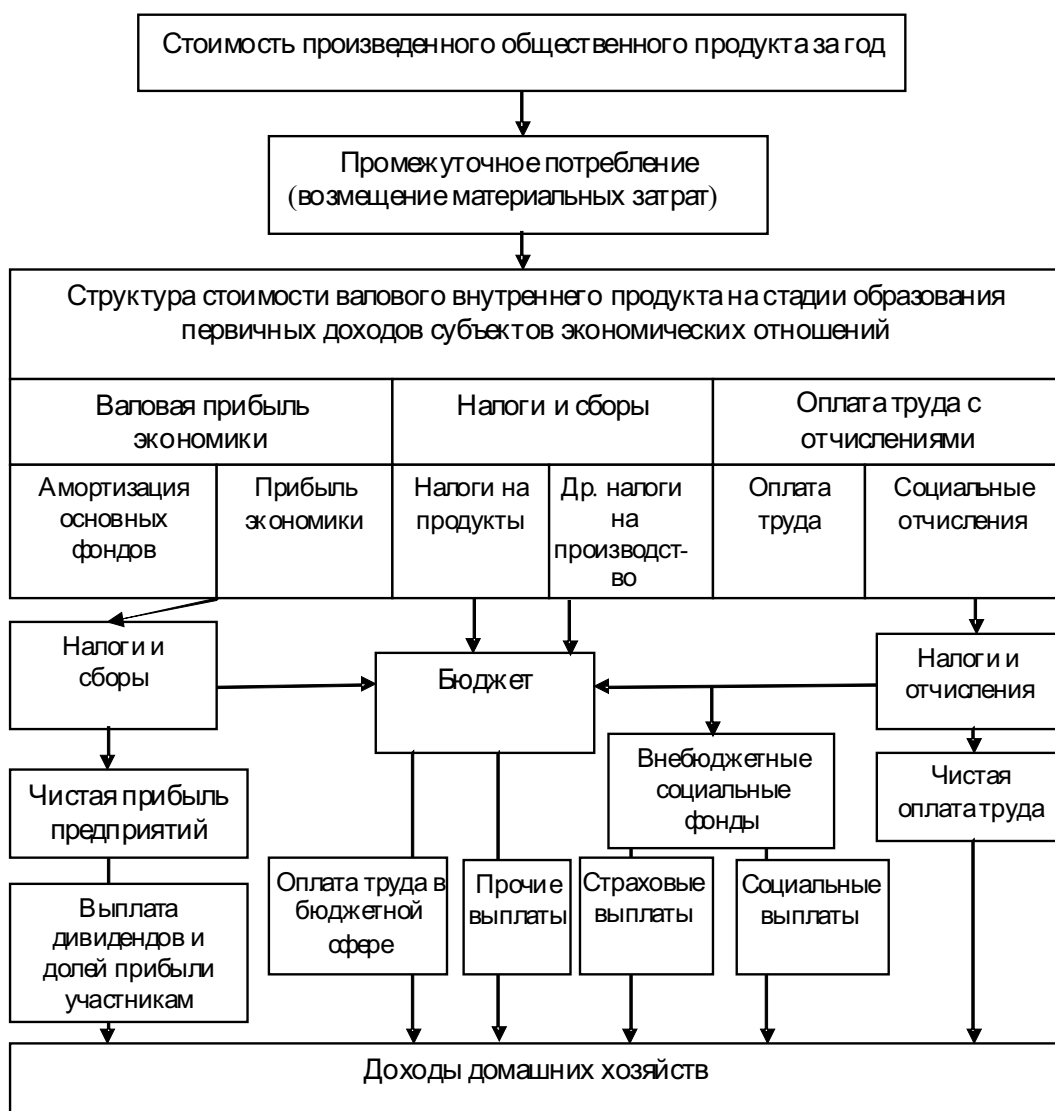 Стоимость произведенного общественного продукта за год
Промежуточное потребление
(возмещение материальных затрат)
Структура стоимости валового внутреннего продукта на стадии образования
первичных доходов субъектов экономических отношений
Валовая прибыль
экономики
Налоги и сборы
Оплата труда с
отчислениями
Амортизация
основных
фондов
Прибыль
экономики
Налоги на
продукты
Др. налоги
на
производст-
во
Оплата
труда
Социальные
отчисления
Налоги и
сборы
Бюджет
Налоги и
отчисления
Внебюджетные
социальные
фонды
Чистая
оплата труда
Чистая прибыль
предприятий
Оплата труда в
бюджетной
сфере
Прочие
выплаты
Страховые
выплаты
Социальные
выплаты
Выплата
дивидендов и
долей прибыли
участникам
Доходы домашних хозяйств